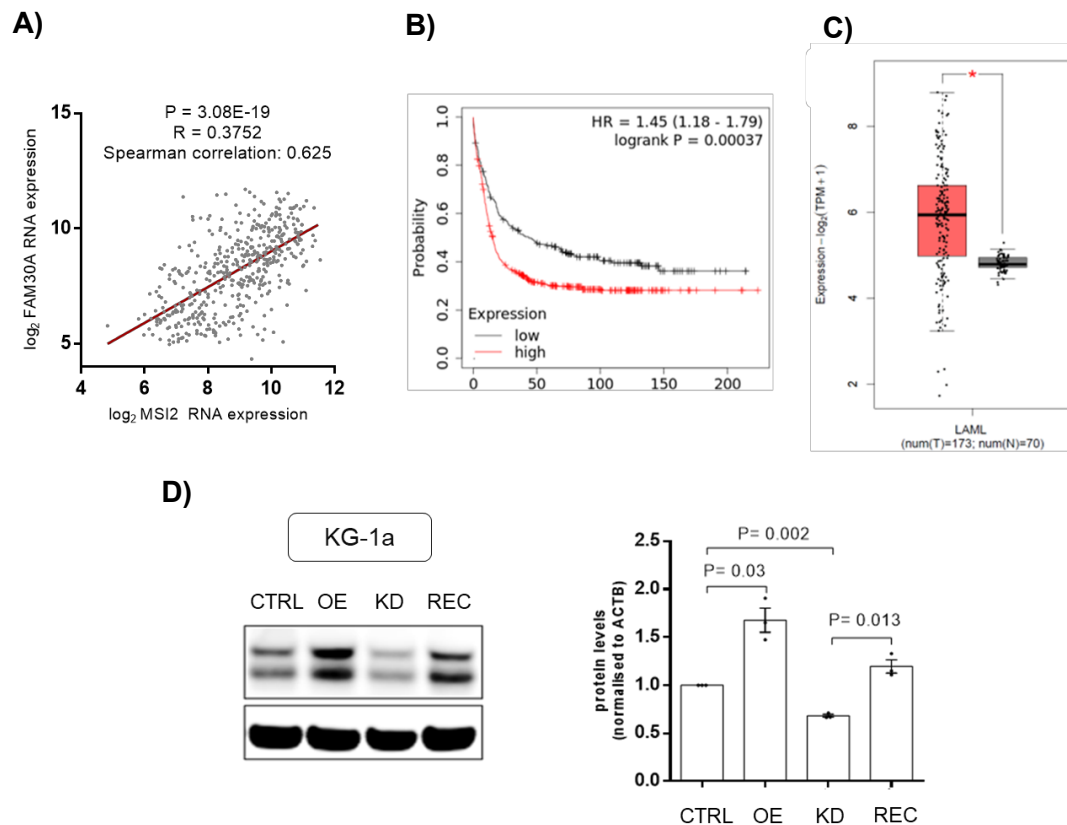 A)
15
P = 3.08E-19
R = 0.3752
Spearman correlation: 0.625
10
5
log2 FAM30A RNA expression
4 6 8 10 12
log2 MSI2 RNA expression
B)
HR = 1.45 (1.18 - 1.79)
logrank P = 0.00037
1.0
0.8
0.6
0.4
0.2
0.0
Probability
Expression
low
high
0 50 100 150 200
C)
*
8
6
4
2
Expression – log2(TPM + 1)
LAML
(num(T)=173; num(N)=70)
D)
KG-1a
CTRL OE KD REC
2.5
2.0
1.5
1.0
0.5
0.0
protein levels
(normalised to ACTB)
P= 0.002
P= 0.03
P= 0.013
CTRL OE KD REC